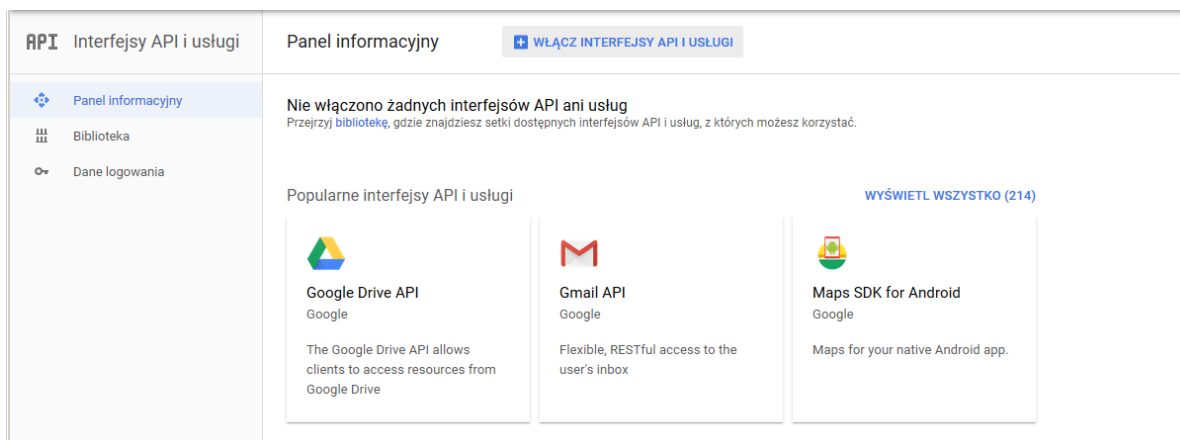 API Interfejsy API i usługi
Panel informacyjny
WŁĄCZ INTERFEJSY API I USŁUGI
Panel informacyjny
Biblioteka
Dane logowania
Nie włączono żadnych interfejsów API ani usług
Przejrzyj bibliotekę, gdzie znajdziesz setki dostępnych interfejsów API i usług, z których możesz korzystać.
Popularne interfejsy API i usługi
WYŚWIETL WSZYSTKO (214)
Google Drive API
Google
The Google Drive API allows
clients to access resources from
Google Drive
Gmail API
Google
Flexible, RESTful access to the
user's inbox
Maps SDK for Android
Google
Maps for your native Android app.